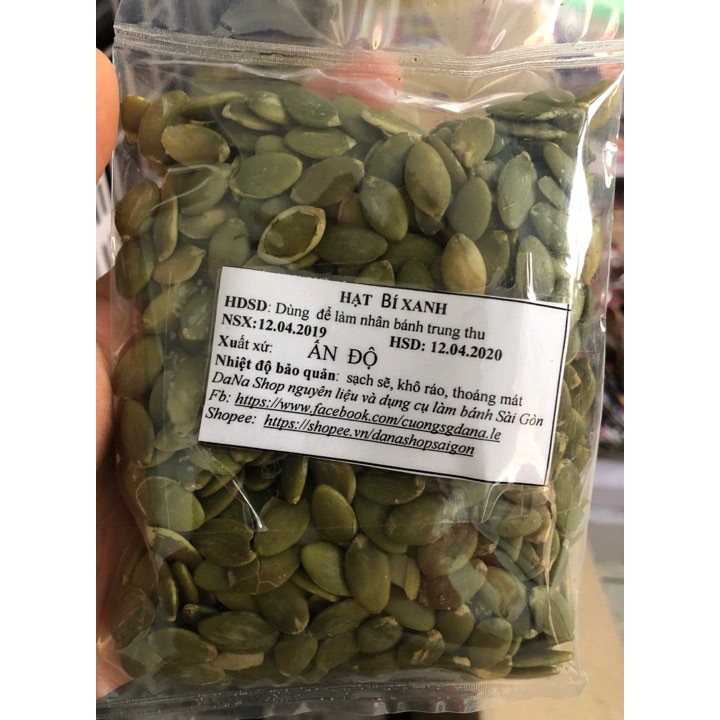 HẠT BÍ XANH
HDSD: Dùng để làm nhân bánh trung thu
NSX:12.04.2019 HSD: 12.04.2020
Xuất xứ: ẤN ĐỘ
Nhiệt độ bảo quản: sạch sẽ, khô ráo, thoáng mát
DaNa Shop nguyên liệu và dụng cụ làm bánh Sài Gòn
Fb: https://www.facebook.com/cuongsgdana.le
Shopee: https://shopee.vn/danashopsaigon